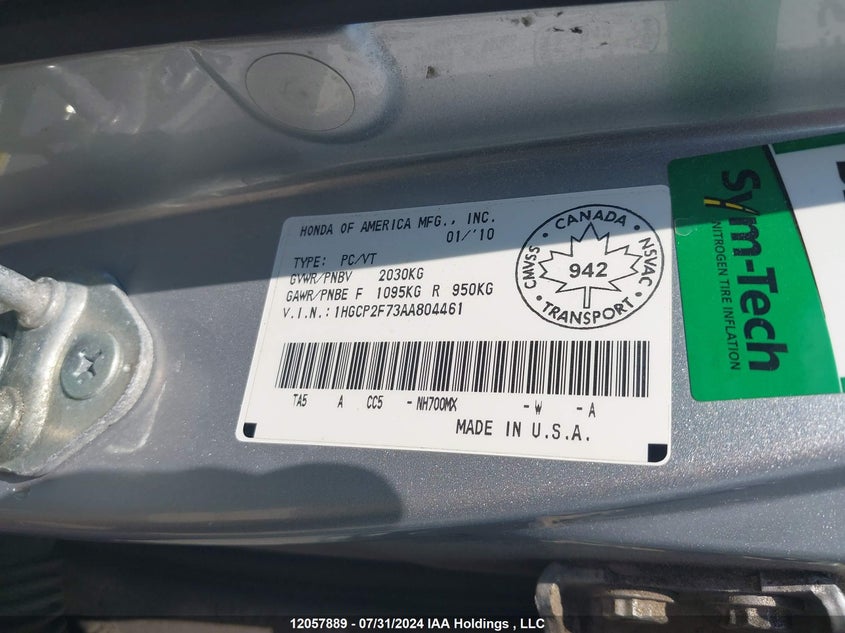 HONDA OF AMERICA MFG., INC.
01/'10
TYPE: PC/VT
GVWR/PNBV 2030KG
GAWR/PNBE F 1095KG R 950KG
V.I.N.: 1HGCP2F73AA804461
CANADA
CMVSS
NSVAC
942
TRANSPORT
TA5 A CC5 - NH700MX - W - A
MADE IN U.S.A.
Sym-Tech
NITROGEN TIRE INFLATION
12057889 - 07/31/2024 IAA Holdings , LLC